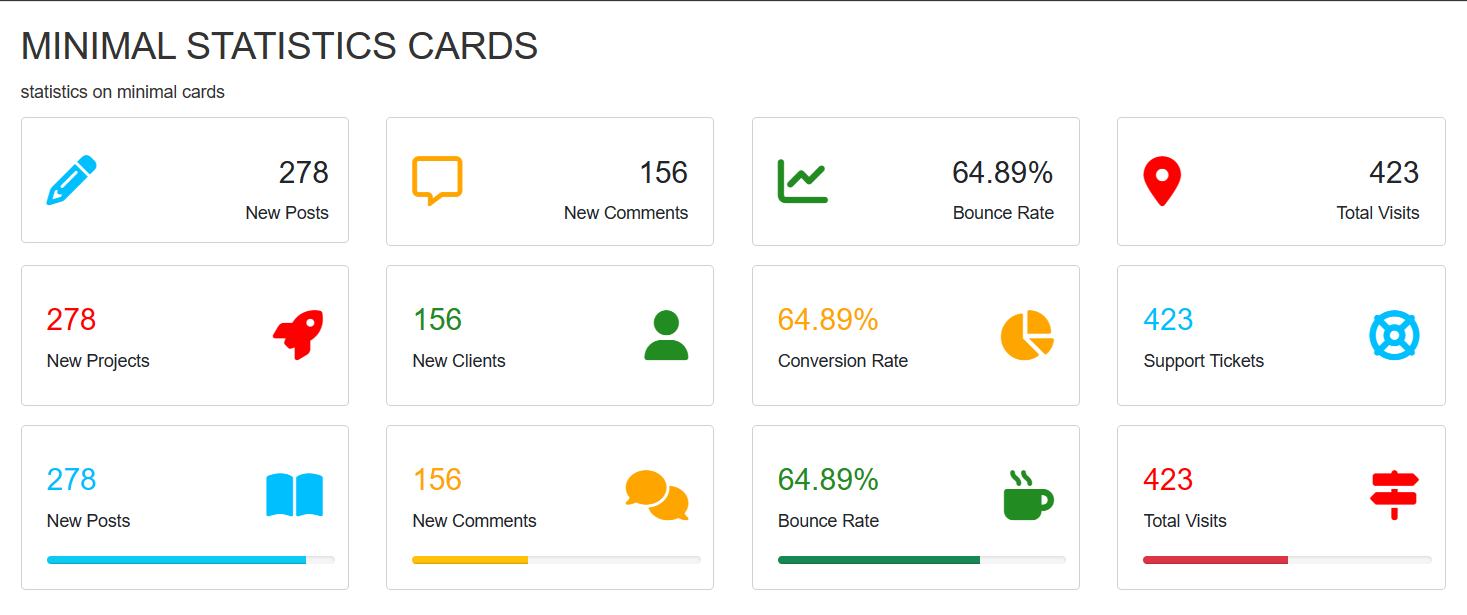 MINIMAL STATISTICS CARDS
statistics on minimal cards
278
New Posts
156
New Comments
64.89%
Bounce Rate
423
Total Visits
278
New Projects
156
New Clients
64.89%
Conversion Rate
423
Support Tickets
278
New Posts
156
New Comments
64.89%
Bounce Rate
423
Total Visits